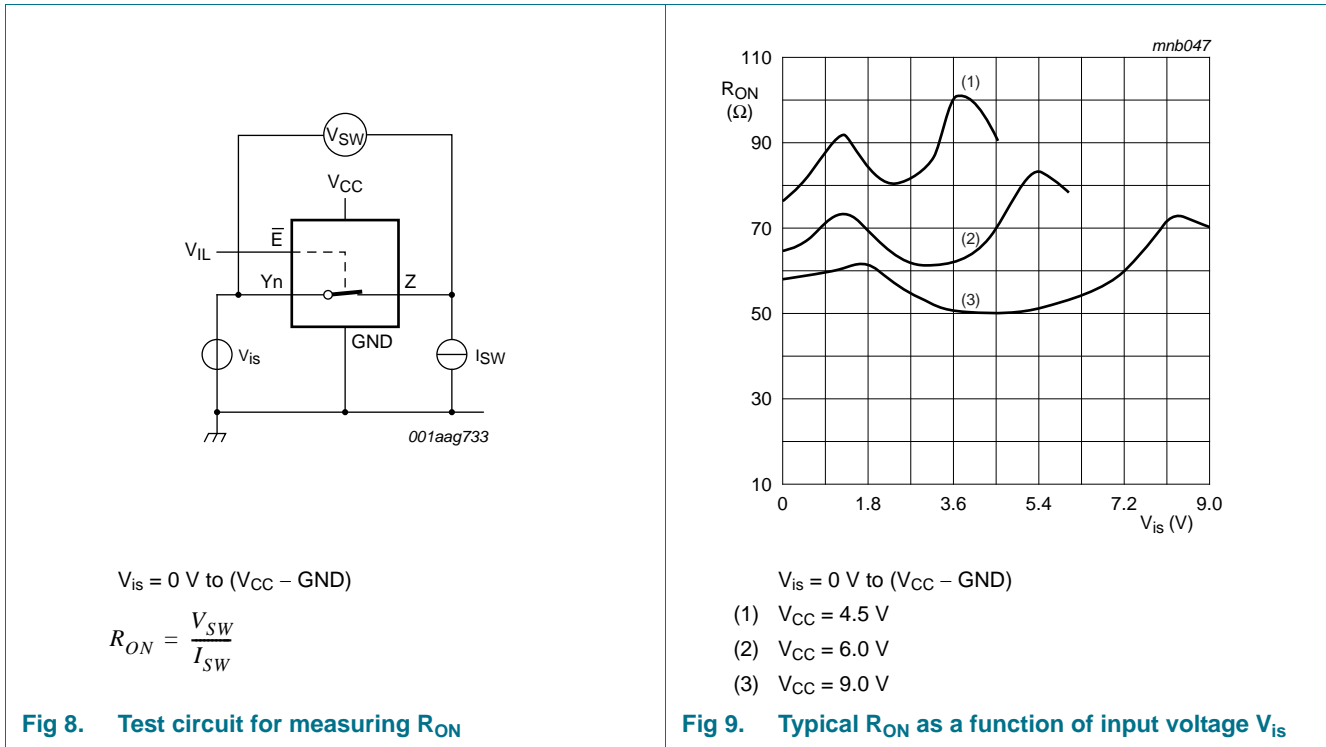 VSW
VCC
E̅
VIL
Yn
Z
GND
Vis
ISW
001aag733
Vis = 0 V to (VCC − GND)
RON = VSW / ISW
Fig 8. Test circuit for measuring RON
mnb047
110
RON
(Ω)
90
70
50
30
10
(1)
(2)
(3)
0 1.8 3.6 5.4 7.2 9.0
Vis (V)
Vis = 0 V to (VCC − GND)
(1) VCC = 4.5 V
(2) VCC = 6.0 V
(3) VCC = 9.0 V
Fig 9. Typical RON as a function of input voltage Vis